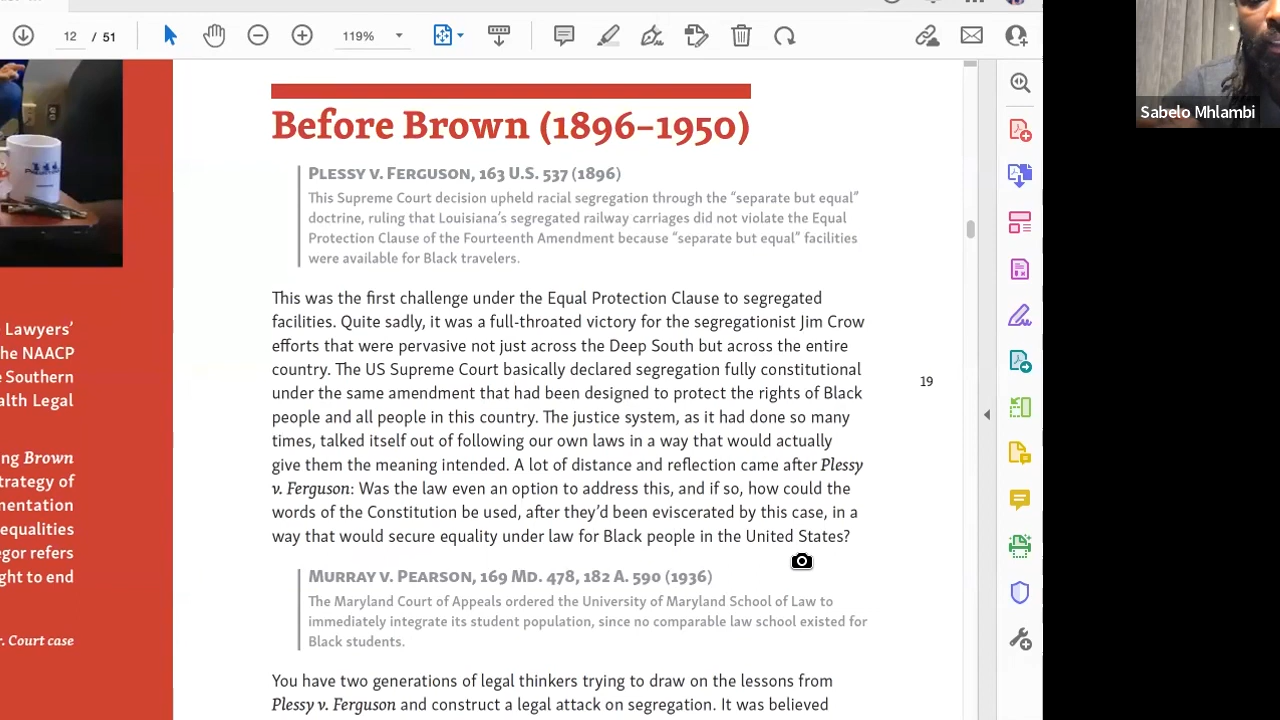 12 / 51
119%
Sabelo Mhlambi
Before Brown (1896–1950)
PLESSY V. FERGUSON, 163 U.S. 537 (1896)
This Supreme Court decision upheld racial segregation through the “separate but equal”
doctrine, ruling that Louisiana’s segregated railway carriages did not violate the Equal
Protection Clause of the Fourteenth Amendment because “separate but equal” facilities
were available for Black travelers.
This was the first challenge under the Equal Protection Clause to segregated
facilities. Quite sadly, it was a full-throated victory for the segregationist Jim Crow
efforts that were pervasive not just across the Deep South but across the entire
country. The US Supreme Court basically declared segregation fully constitutional
under the same amendment that had been designed to protect the rights of Black
people and all people in this country. The justice system, as it had done so many
times, talked itself out of following our own laws in a way that would actually
give them the meaning intended. A lot of distance and reflection came after Plessy
v. Ferguson: Was the law even an option to address this, and if so, how could the
words of the Constitution be used, after they’d been eviscerated by this case, in a
way that would secure equality under law for Black people in the United States?
MURRAY V. PEARSON, 169 MD. 478, 182 A. 590 (1936)
The Maryland Court of Appeals ordered the University of Maryland School of Law to
immediately integrate its student population, since no comparable law school existed for
Black students.
You have two generations of legal thinkers trying to draw on the lessons from
Plessy v. Ferguson and construct a legal attack on segregation. It was believed
19
Lawyers’
he NAACP
Southern
alth Legal
ng Brown
trategy of
mentation
equalities
egor refers
ght to end
r. Court case